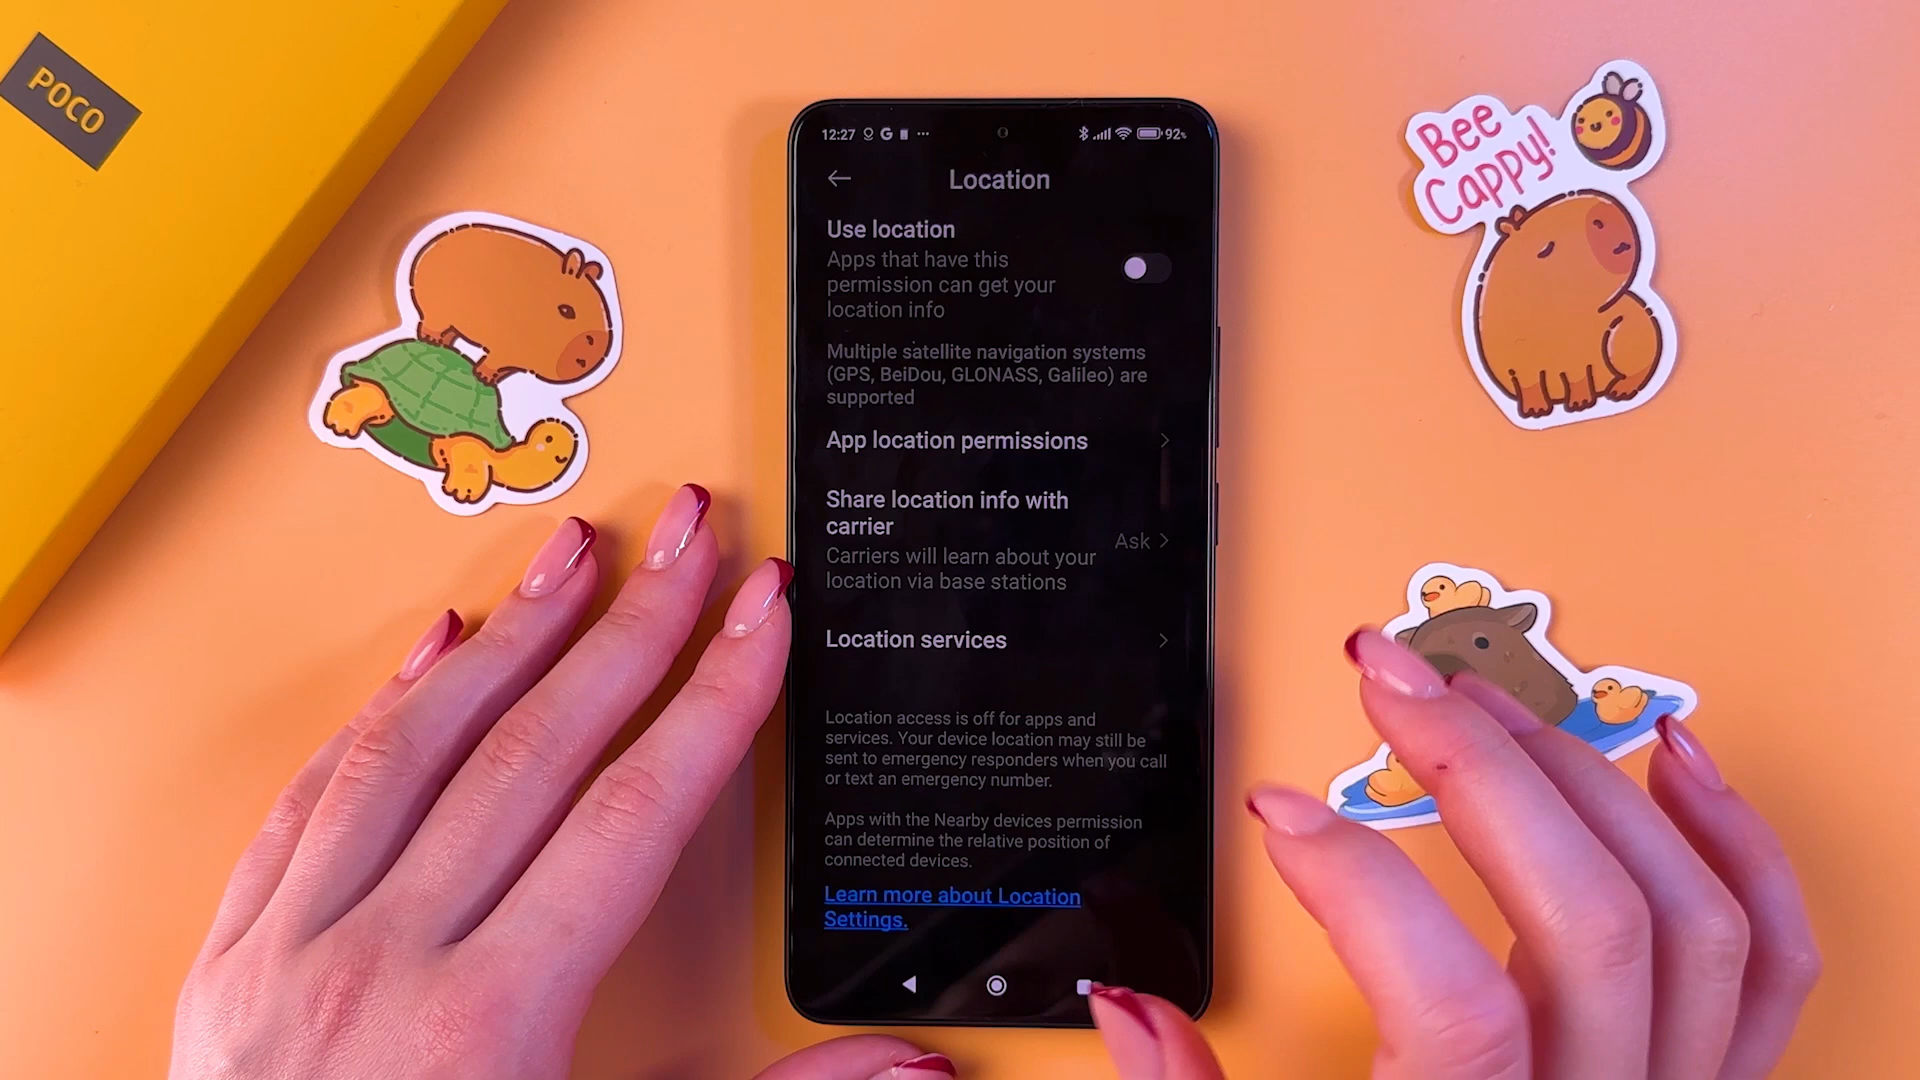 POCO
Bee
Cappy!
12:27 G ... 92%
Location
Use location
Apps that have this
permission can get your
location info
Multiple satellite navigation systems
(GPS, BeiDou, GLONASS, Galileo) are
supported
App location permissions
Share location info with
carrier
Ask
Carriers will learn about your
location via base stations
Location services
Location access is off for apps and
services. Your device location may still be
sent to emergency responders when you call
or text an emergency number.
Apps with the Nearby devices permission
can determine the relative position of
connected devices.
Learn more about Location
Settings.